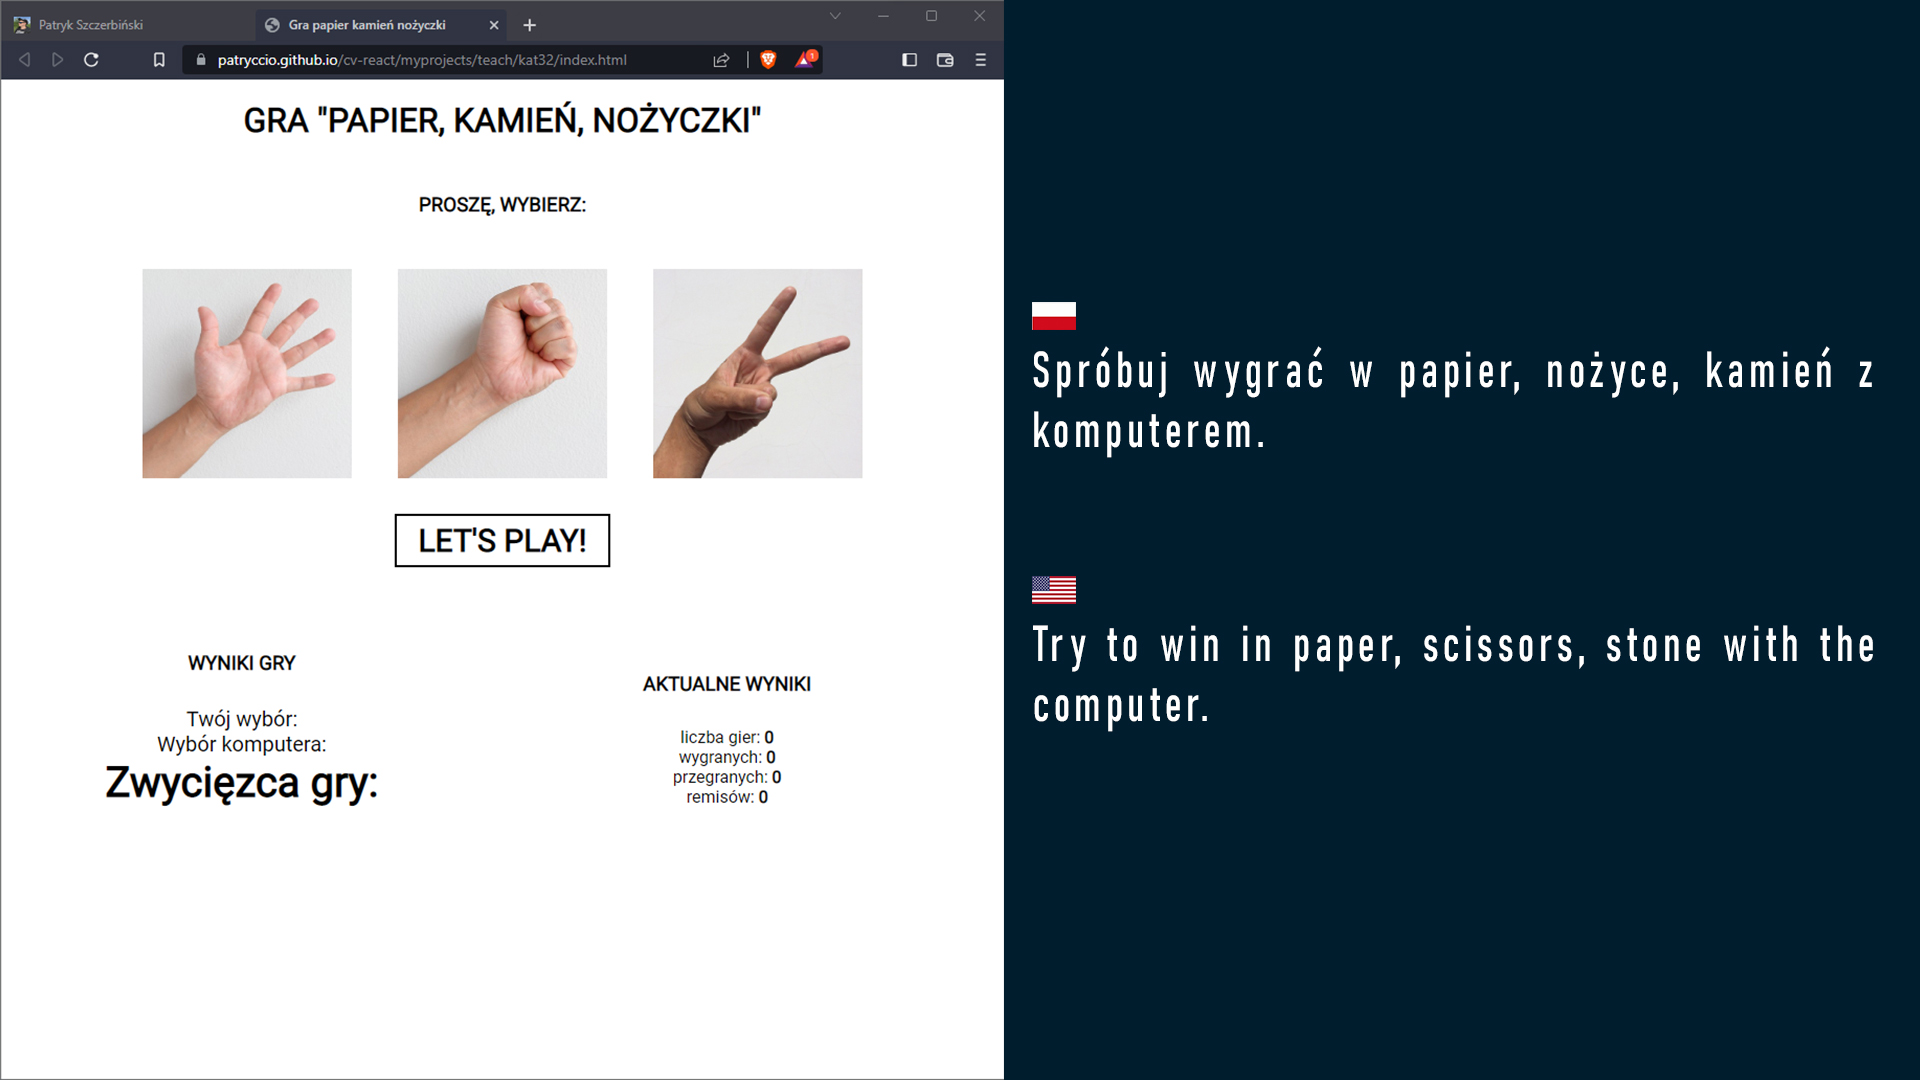 Patryk Szczerbiński
Gra papier kamień nożyczki
patryccio.github.io/cv-react/myprojects/teach/kat32/index.html
1
GRA "PAPIER, KAMIEŃ, NOŻYCZKI"
PROSZĘ, WYBIERZ:
LET'S PLAY!
WYNIKI GRY
Twój wybór:
Wybór komputera:
Zwycięzca gry:
AKTUALNE WYNIKI
liczba gier: 0
wygranych: 0
przegranych: 0
remisów: 0
Spróbuj wygrać w papier, nożyce, kamień z
komputerem.
Try to win in paper, scissors, stone with the
computer.